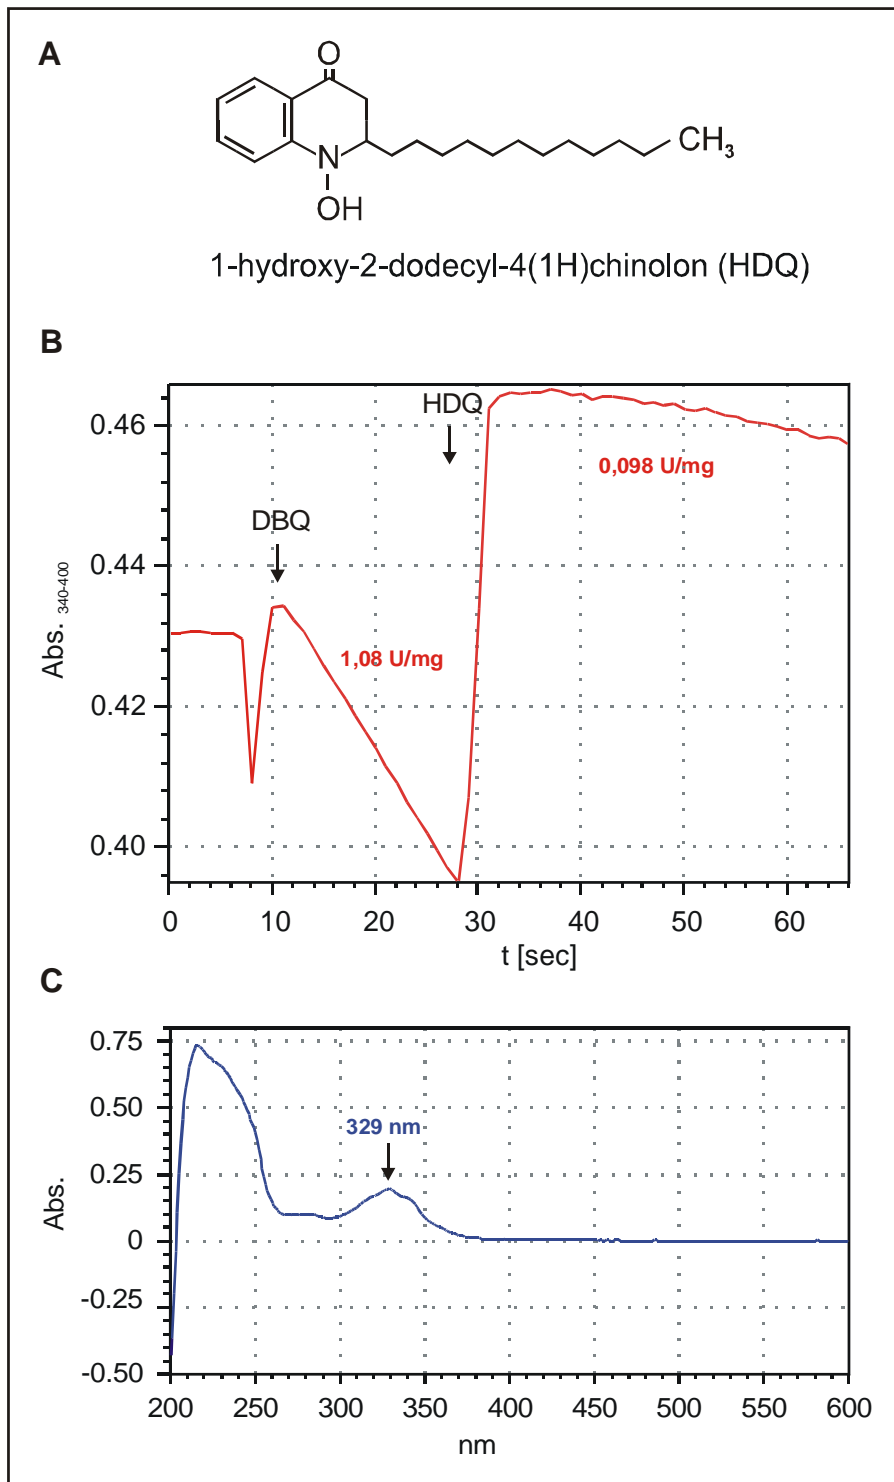 A
O
N
OH
CH3
1-hydroxy-2-dodecyl-4(1H)chinolon (HDQ)
B
HDQ
DBQ
0,098 U/mg
1,08 U/mg
Abs. 340-400
0.46
0.44
0.42
0.40
0 10 20 30 40 50 60
t [sec]
C
329 nm
Abs.
0.75
0.50
0.25
0
-0.25
-0.50
200 250 300 350 400 450 500 550 600
nm